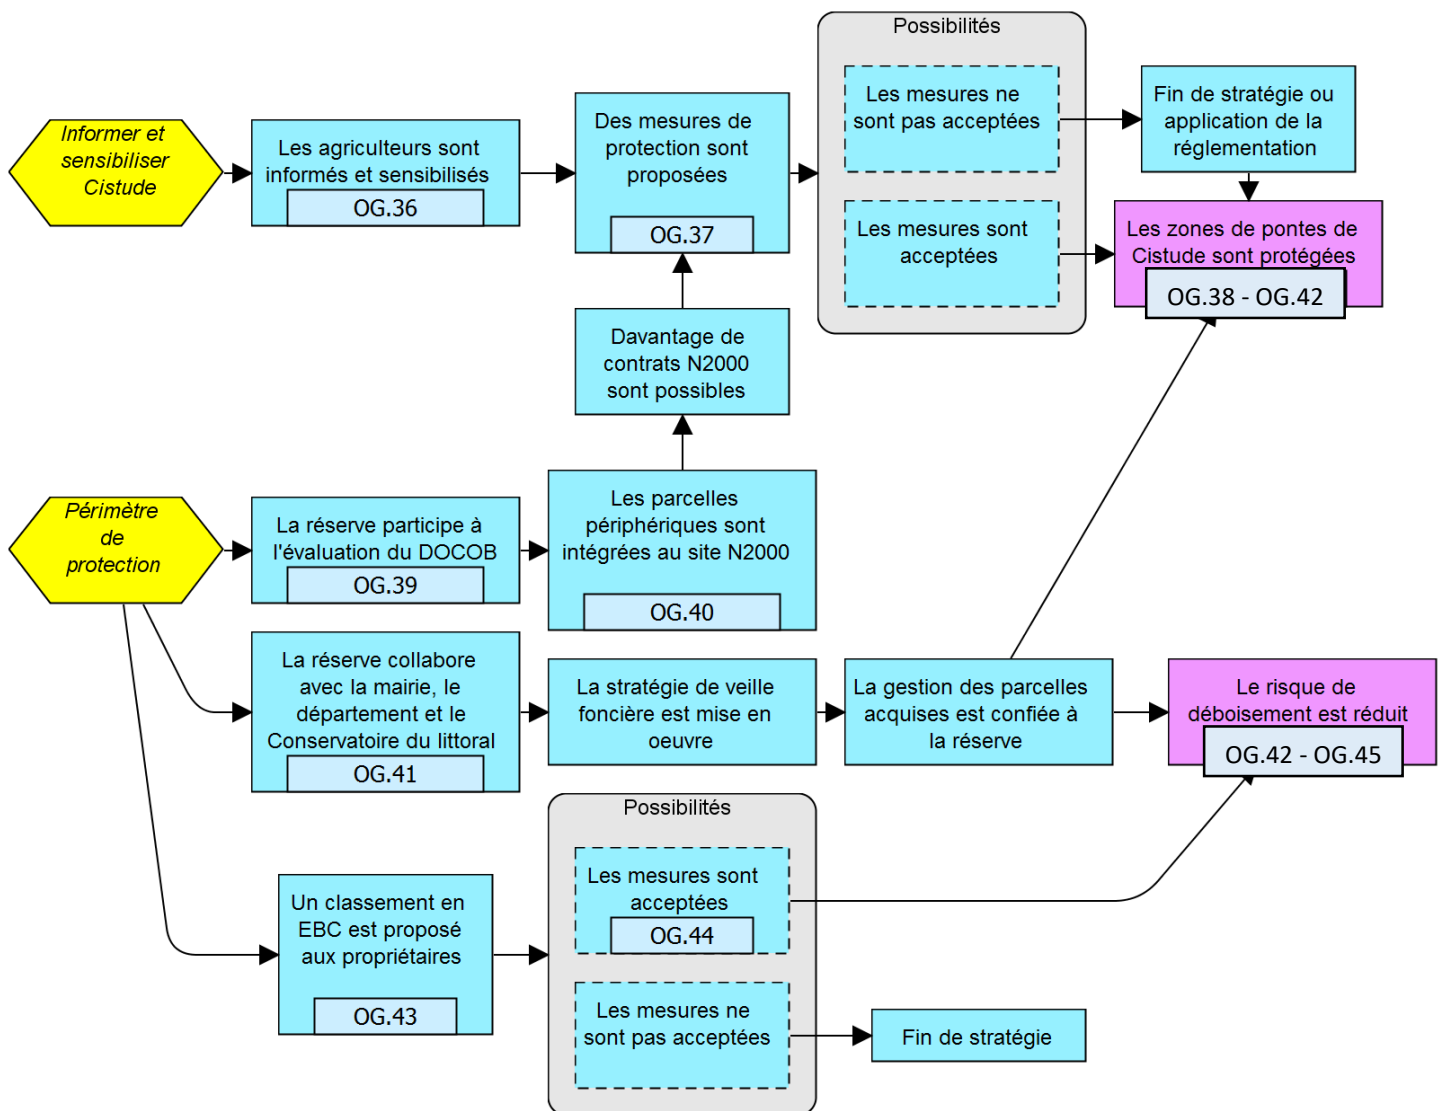 Possibilités
Informer et
sensibiliser
Cistude
Les agriculteurs sont
informés et sensibilisés
OG.36
Des mesures de
protection sont
proposées
OG.37
Les mesures ne
sont pas acceptées
Fin de stratégie ou
application de la
réglementation
Les mesures sont
acceptées
Les zones de pontes de
Cistude sont protégées
OG.38 - OG.42
Davantage de
contrats N2000
sont possibles
Périmètre
de
protection
La réserve participe à
l'évaluation du DOCOB
OG.39
Les parcelles
périphériques sont
intégrées au site N2000
OG.40
La réserve collabore
avec la mairie, le
département et le
Conservatoire du littoral
OG.41
La stratégie de veille
foncière est mise en
oeuvre
La gestion des parcelles
acquises est confiée à
la réserve
Le risque de
déboisement est réduit
OG.42 - OG.45
Possibilités
Un classement en
EBC est proposé
aux propriétaires
OG.43
Les mesures sont
acceptées
OG.44
Les mesures ne
sont pas acceptées
Fin de stratégie